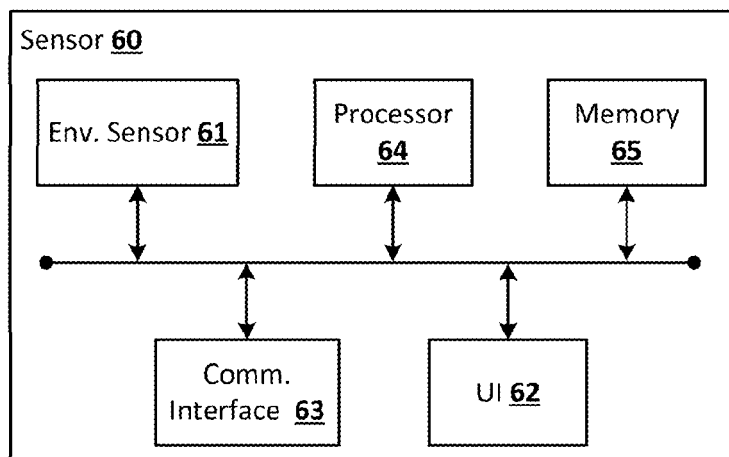 Sensor 60
Env. Sensor 61
Processor
64
Memory
65
Comm.
Interface 63
UI 62